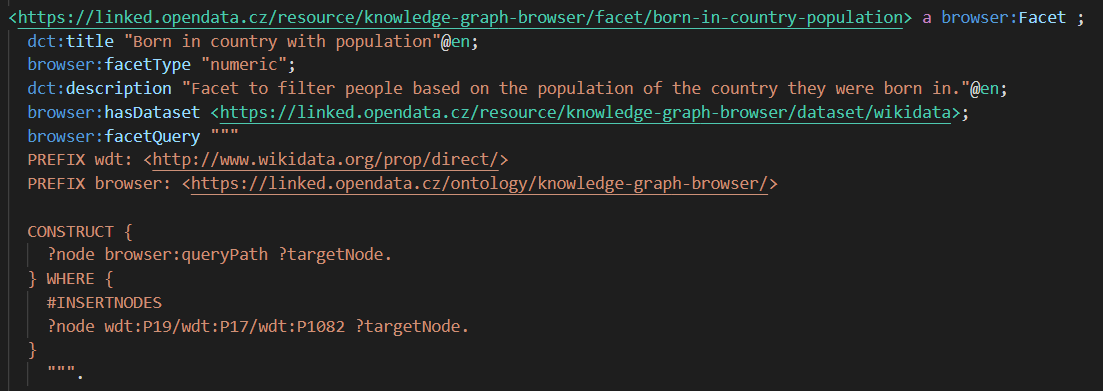 <https://linked.opendata.cz/resource/knowledge-graph-browser/facet/born-in-country-population> a browser:Facet ;
  dct:title "Born in country with population"@en;
  browser:facetType "numeric";
  dct:description "Facet to filter people based on the population of the country they were born in."@en;
  browser:hasDataset <https://linked.opendata.cz/resource/knowledge-graph-browser/dataset/wikidata>;
  browser:facetQuery """
  PREFIX wdt: <http://www.wikidata.org/prop/direct/>
  PREFIX browser: <https://linked.opendata.cz/ontology/knowledge-graph-browser/>

  CONSTRUCT {
    ?node browser:queryPath ?targetNode.
  } WHERE {
    #INSERTNODES
    ?node wdt:P19/wdt:P17/wdt:P1082 ?targetNode.
  }
    """.